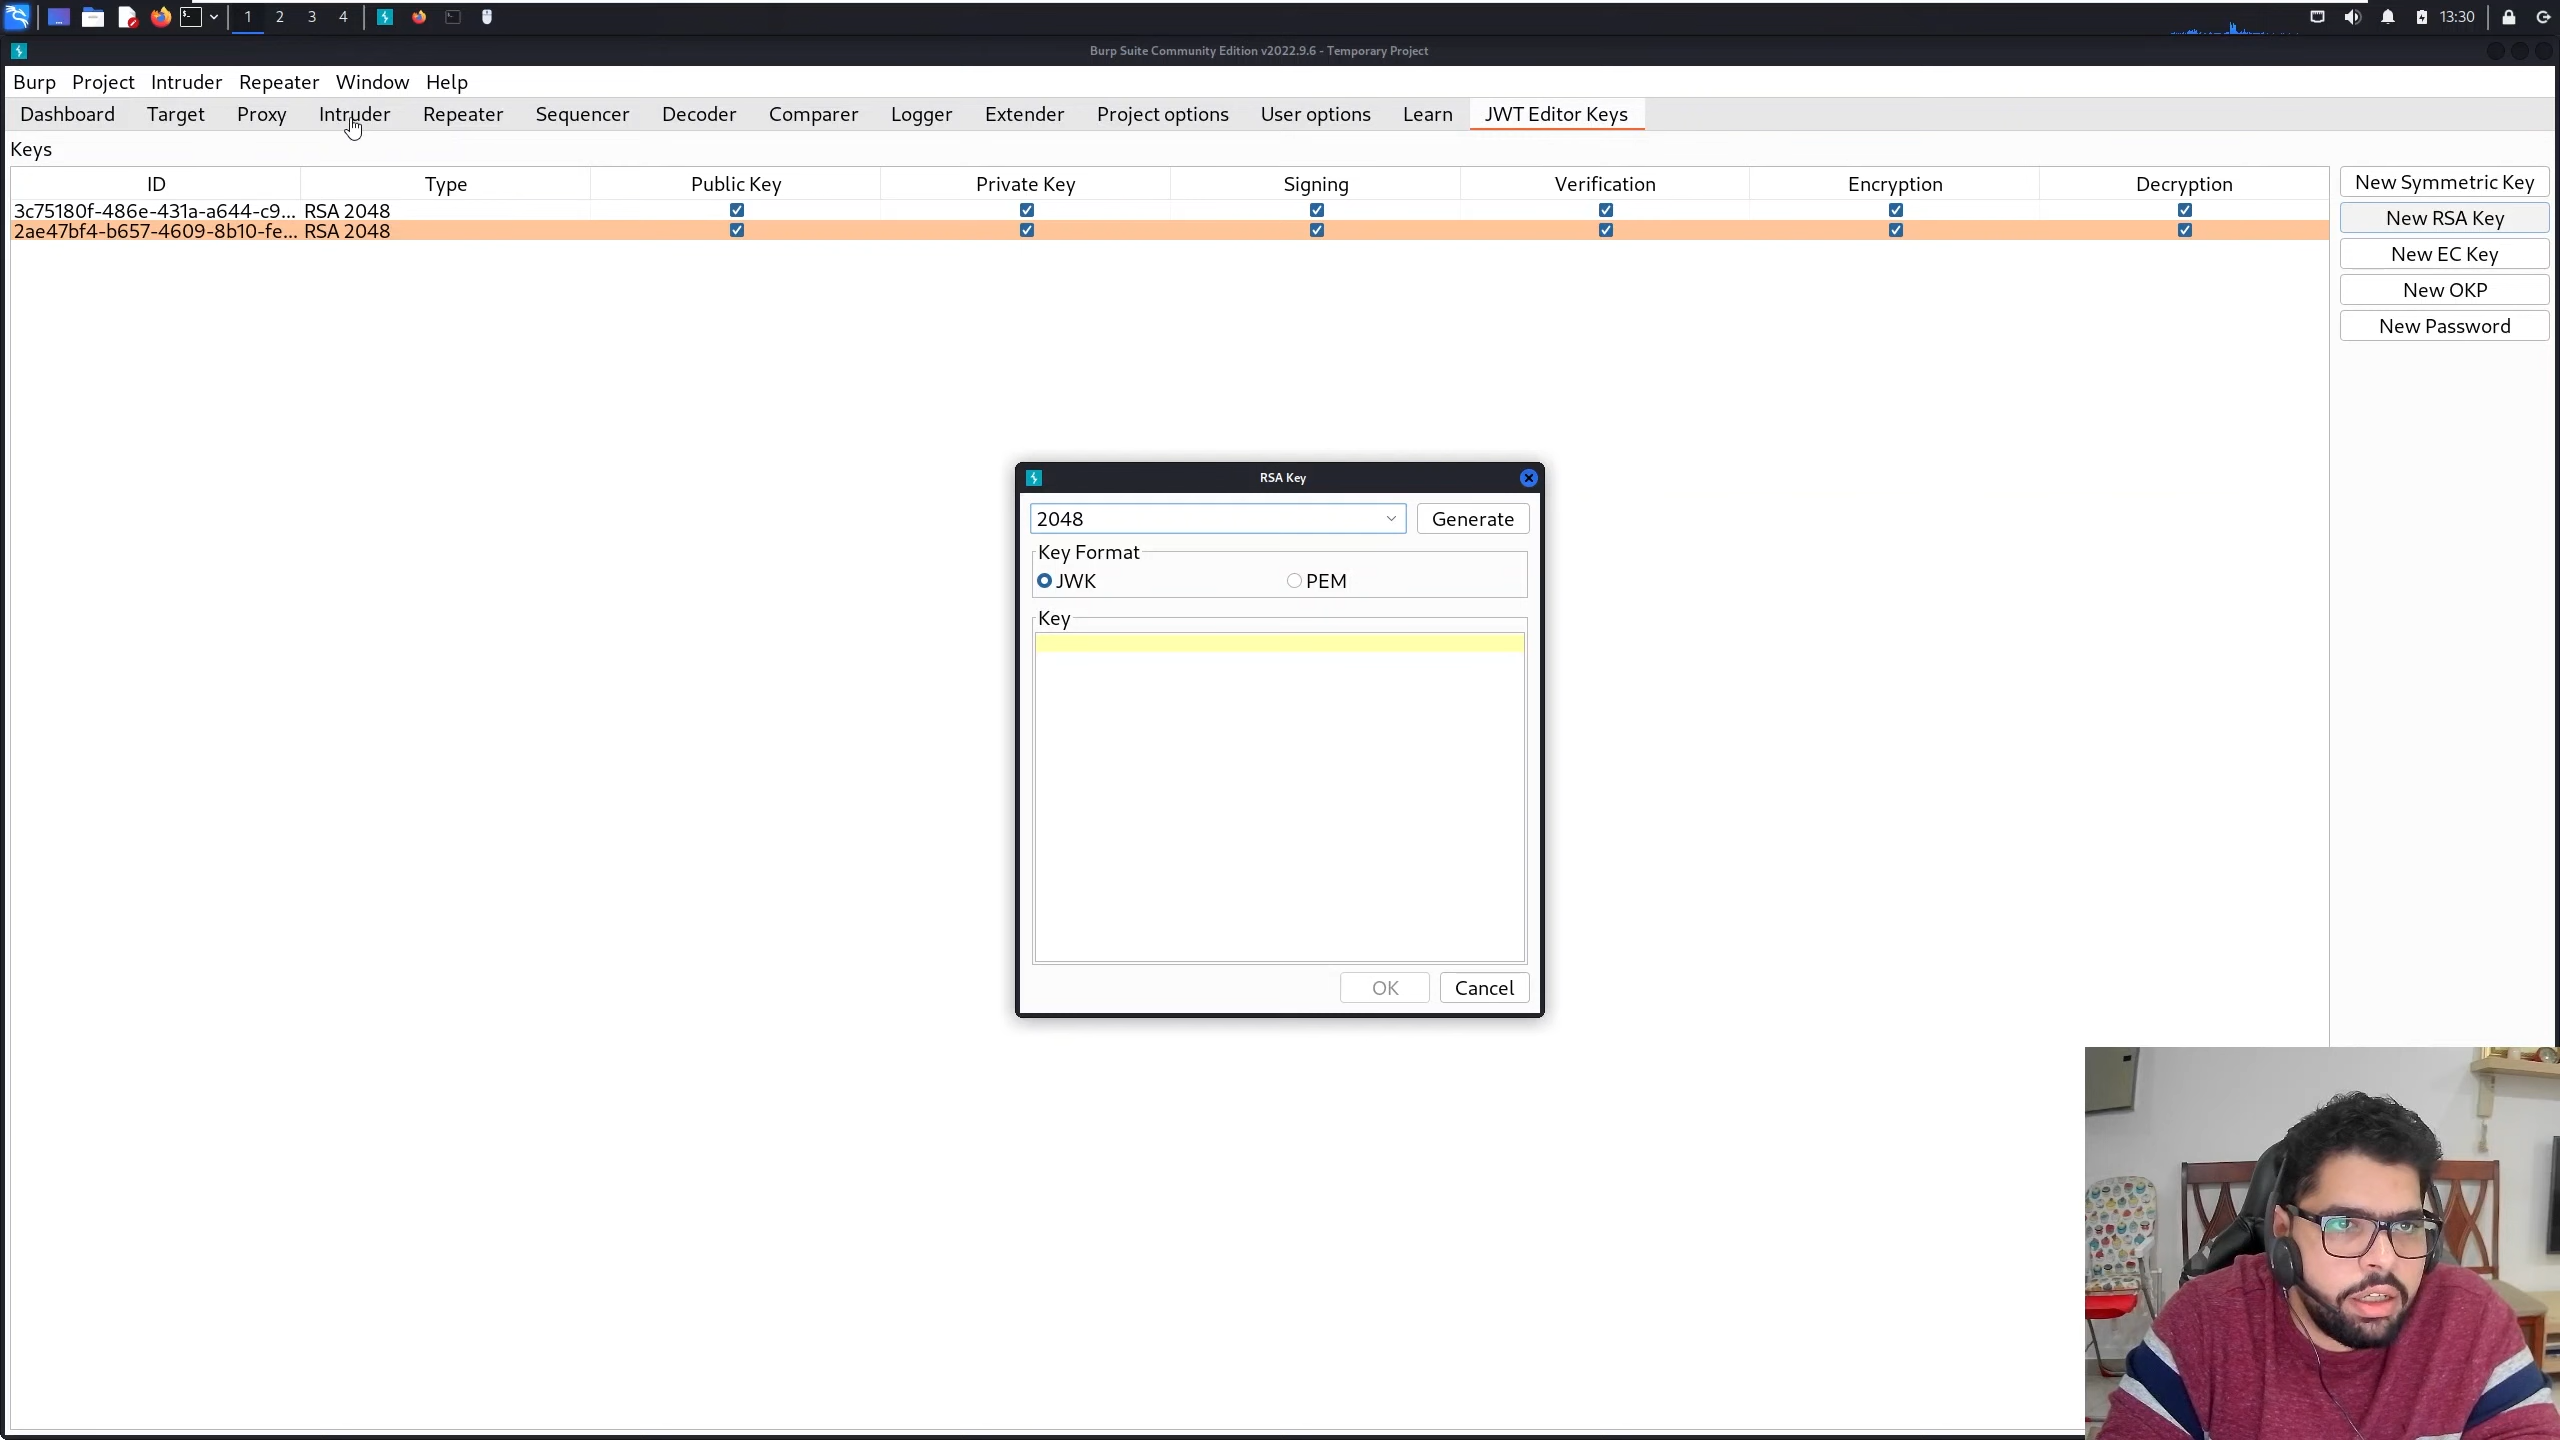 1 2 3 4 13:30
Burp Suite Community Edition v2022.9.6 - Temporary Project
Burp Project Intruder Repeater Window Help
Dashboard Target Proxy Intruder Repeater Sequencer Decoder Comparer Logger Extender Project options User options Learn JWT Editor Keys
Keys
ID Type Public Key Private Key Signing Verification Encryption Decryption
3c75180f-486e-431a-a644-c9... RSA 2048
2ae47bf4-b657-4609-8b10-fe... RSA 2048
New Symmetric Key
New RSA Key
New EC Key
New OKP
New Password
RSA Key
2048 Generate
Key Format
JWK PEM
Key
OK Cancel